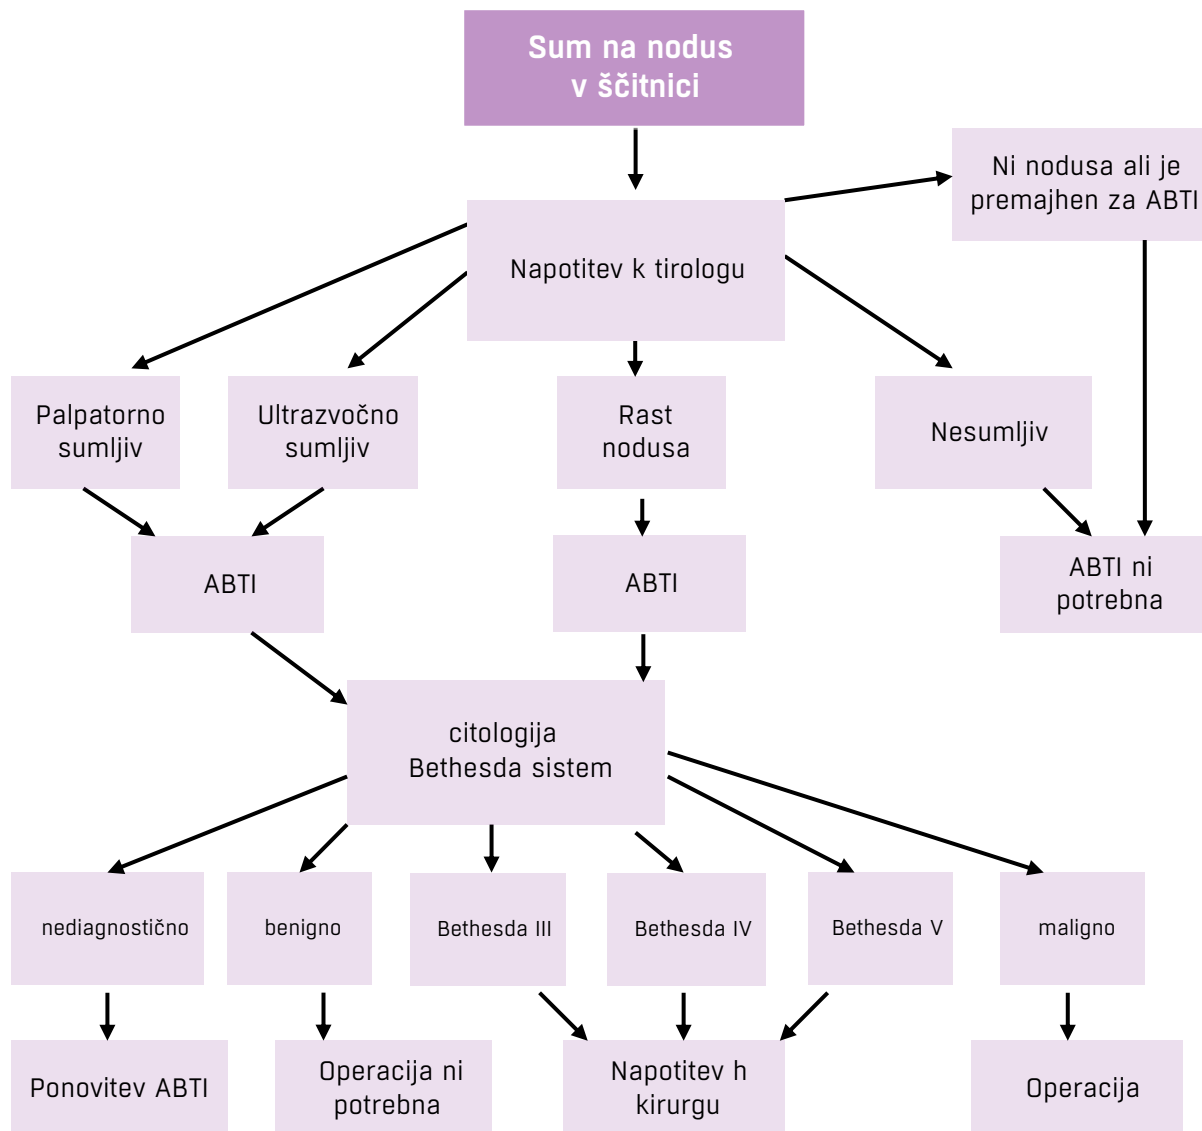 Sum na nodus
v ščitnici
Ni nodusa ali je
premajhen za ABTI
Napotitev k tirologu
Palpatorno
sumljiv
Ultrazvočno
sumljiv
Rast
nodusa
Nesumljiv
ABTI
ABTI
ABTI ni
potrebna
citologija
Bethesda sistem
nediagnostično
benigno
Bethesda III
Bethesda IV
Bethesda V
maligno
Ponovitev ABTI
Operacija ni
potrebna
Napotitev h
kirurgu
Operacija